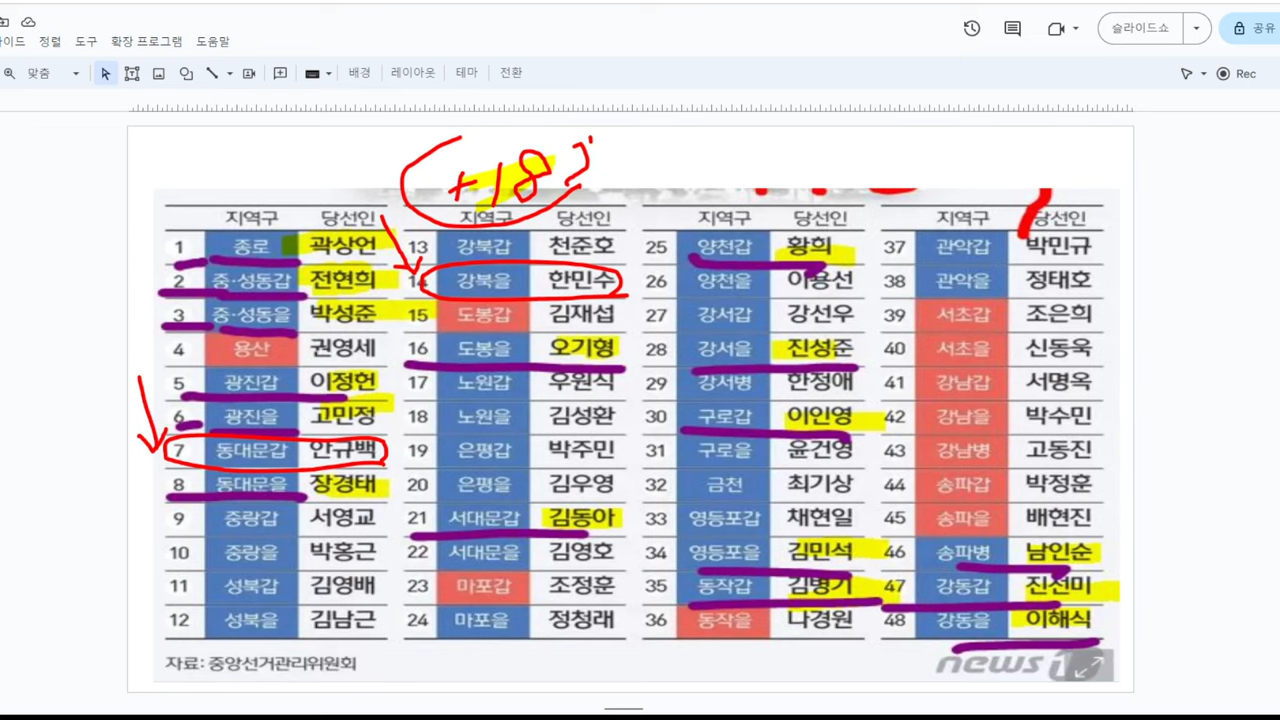 라이드 정렬 도구 확장 프로그램 도움말
슬라이드쇼 공유
맞춤 배경 레이아웃 테마 전환 Rec
+18
지역구 당선인 지역구 당선인 지역구 당선인 지역구 당선인
1 종로 곽상언 13 강북갑 천준호 25 양천갑 황희 37 관악갑 박민규
2 중·성동갑 전현희 14 강북을 한민수 26 양천을 이용선 38 관악을 정태호
3 중·성동을 박성준 15 도봉갑 김재섭 27 강서갑 강선우 39 서초갑 조은희
4 용산 권영세 16 도봉을 오기형 28 강서을 진성준 40 서초을 신동욱
5 광진갑 이정헌 17 노원갑 우원식 29 강서병 한정애 41 강남갑 서명옥
6 광진을 고민정 18 노원을 김성환 30 구로갑 이인영 42 강남을 박수민
7 동대문갑 안규백 19 은평갑 박주민 31 구로을 윤건영 43 강남병 고동진
8 동대문을 장경태 20 은평을 김우영 32 금천 최기상 44 송파갑 박정훈
9 중랑갑 서영교 21 서대문갑 김동아 33 영등포갑 채현일 45 송파을 배현진
10 중랑을 박홍근 22 서대문을 김영호 34 영등포을 김민석 46 송파병 남인순
11 성북갑 김영배 23 마포갑 조정훈 35 동작갑 김병기 47 강동갑 진선미
12 성북을 김남근 24 마포을 정청래 36 동작을 나경원 48 강동을 이해식
자료: 중앙선거관리위원회
news1